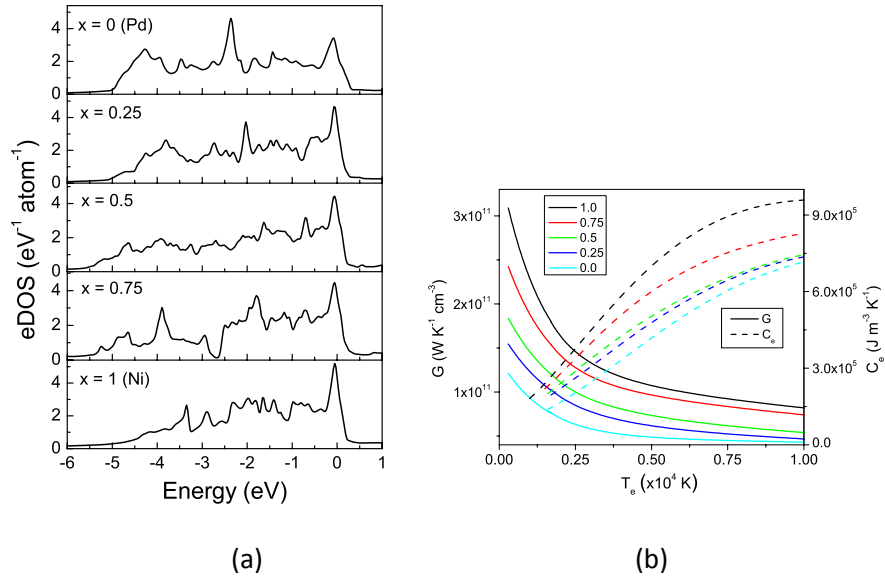 x = 0 (Pd)
4
2
0
x = 0.25
4
2
0
x = 0.5
4
2
0
x = 0.75
4
2
0
x = 1 (Ni)
4
2
0
-6 -5 -4 -3 -2 -1 0 1
Energy (eV)
eDOS (eV⁻¹ atom⁻¹)
(a)
3x10¹¹
2x10¹¹
1x10¹¹
G (W K⁻¹ cm⁻³)
1.0
0.75
0.5
0.25
0.0
G
Cₑ
9.0x10⁵
6.0x10⁵
3.0x10⁵
0.0
Cₑ (J m⁻³ K⁻¹)
0.00 0.25 0.50 0.75 1.00
Tₑ (x10⁴ K)
(b)